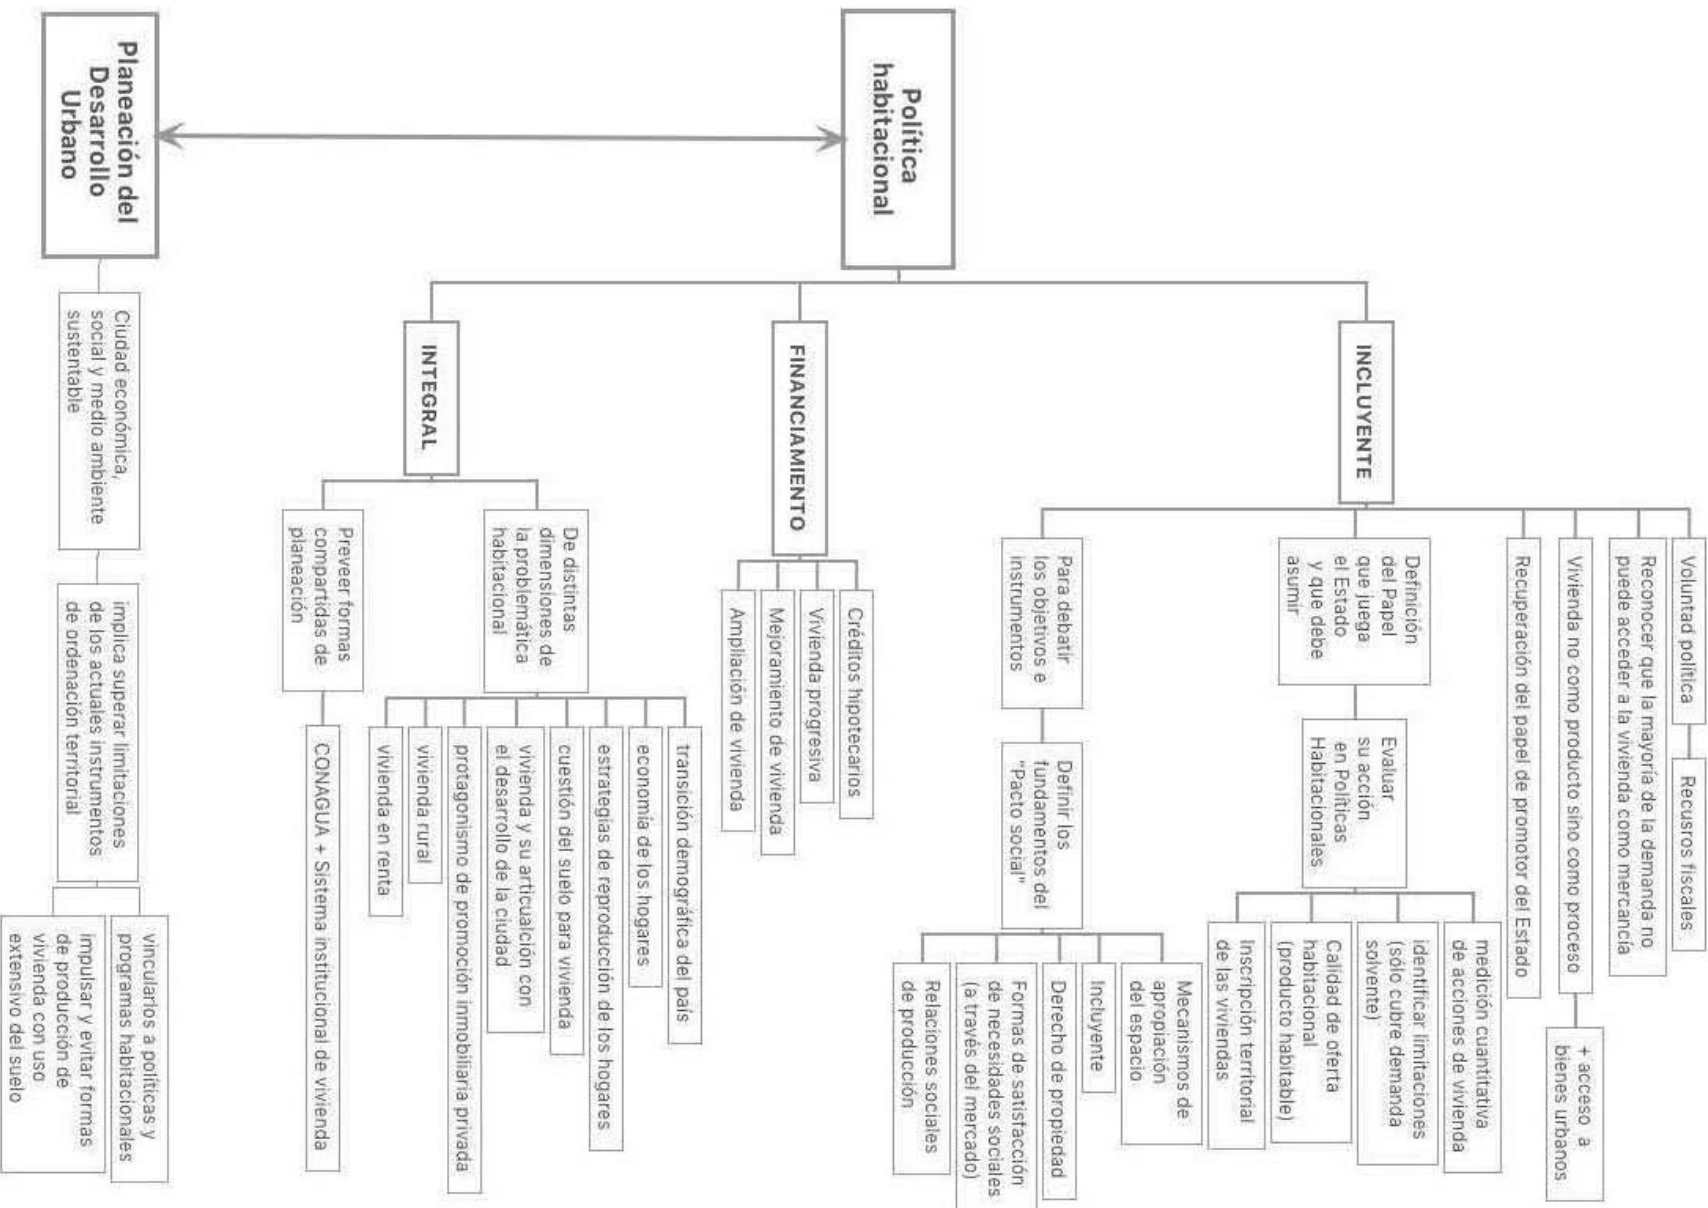 Política
habitacional
INCLUYENTE
Voluntad política
Recusros fiscales
Reconocer que la mayoría de la demanda no
puede acceder a la vivienda como mercancía
Vivienda no como producto sino como proceso
+ acceso a
bienes urbanos
Recuperación del papel de promotor del Estado
Definición
del Papel
que juega
el Estado
y que debe
asumir
Evaluar
su acción
en Políticas
Habitacionales
medición cuantitativa
de acciones de vivienda
identificar limitaciones
(sólo cubre demanda
solvente)
Calidad de oferta
habitacional
(producto habitable)
Inscripción territorial
de las viviendas
Para debatir
los objetivos e
instrumentos
Definir los
fundamentos del
"Pacto social"
Mecanismos de
apropiación
del espacio
Incluyente
Derecho de propiedad
Formas de satisfacción
de necesidades sociales
(a través del mercado)
Relaciones sociales
de producción
FINANCIAMIENTO
Créditos hipotecarios
Vivienda progresiva
Mejoramiento de vivienda
Ampliación de vivienda
INTEGRAL
De distintas
dimensiones de
la problemática
habitacional
transición demográfica del país
economía de los hogares
estrategias de reproducción de los hogares
cuestión del suelo para vivienda
vivienda y su articualción con
el desarrollo de la ciudad
protagonismo de promoción inmobiliaria privada
vivienda rural
vivienda en renta
Preveer formas
compartidas de
planeación
CONAGUA + Sistema institucional de vivienda
Planeación del
Desarrollo
Urbano
Ciudad económica,
social y medio ambiente
sustentable
implica superar limitaciones
de los actuales instrumentos
de ordenación territorial
vincularlos a políticas y
programas habitacionales
impulsar y evitar formas
de producción de
vivienda con uso
extensivo del suelo